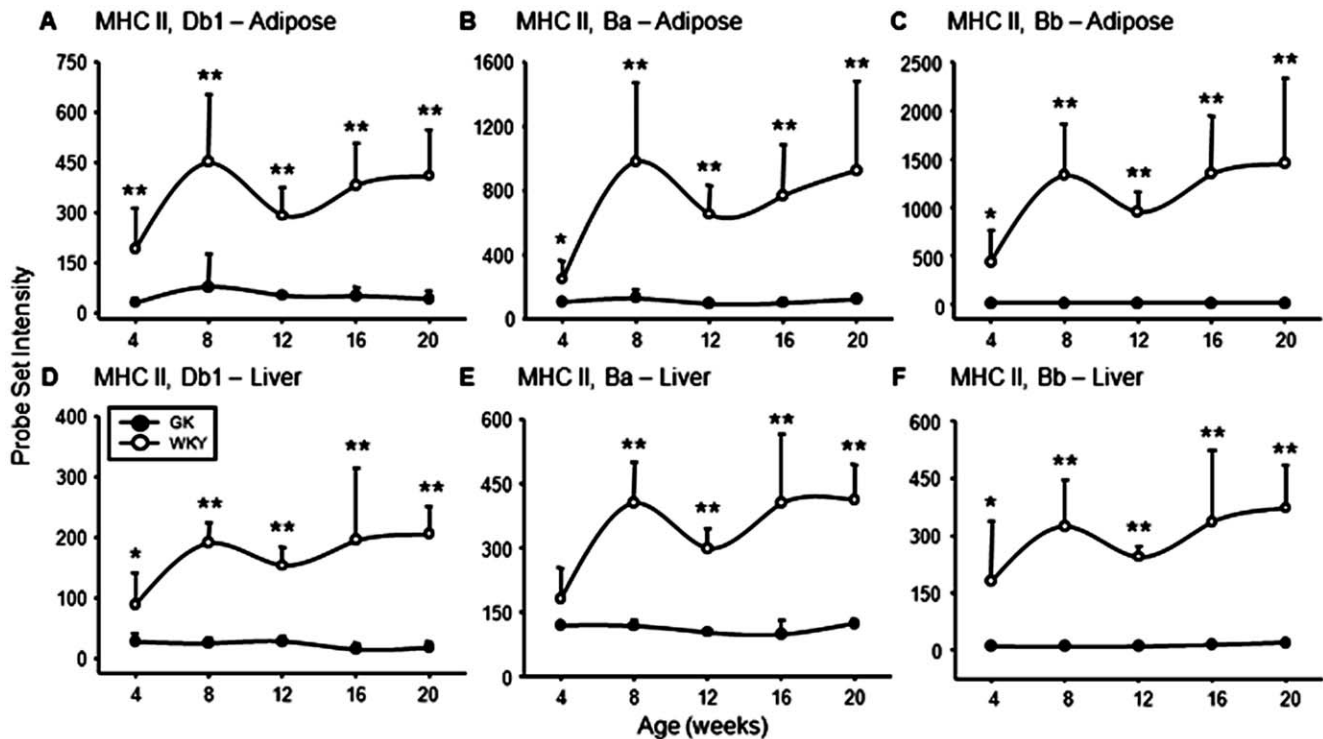 A MHC II, Db1 – Adipose
750
600
450
300
150
0
** ** ** ** **
4 8 12 16 20
B MHC II, Ba – Adipose
1600
1200
800
400
0
* ** ** ** **
4 8 12 16 20
C MHC II, Bb – Adipose
2500
2000
1500
1000
500
0
* ** ** ** **
4 8 12 16 20
Probe Set Intensity
D MHC II, Db1 – Liver
400
300
200
100
0
GK
WKY
* ** ** ** **
4 8 12 16 20
E MHC II, Ba – Liver
600
450
300
150
0
** ** ** **
4 8 12 16 20
F MHC II, Bb – Liver
600
450
300
150
0
* ** ** ** **
4 8 12 16 20
Age (weeks)